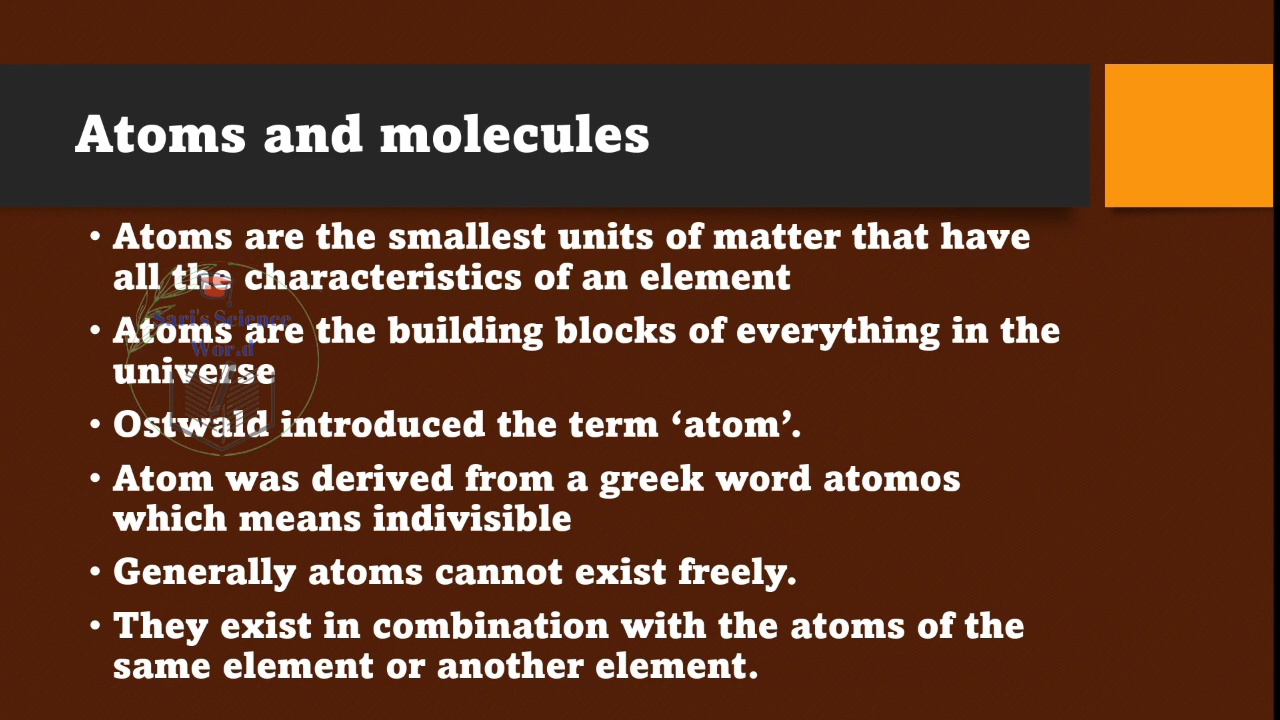 Atoms and molecules
• Atoms are the smallest units of matter that have
all the characteristics of an element
• Atoms are the building blocks of everything in the
universe
• Ostwald introduced the term ‘atom’.
• Atom was derived from a greek word atomos
which means indivisible
• Generally atoms cannot exist freely.
• They exist in combination with the atoms of the
same element or another element.
Sari's Science
World